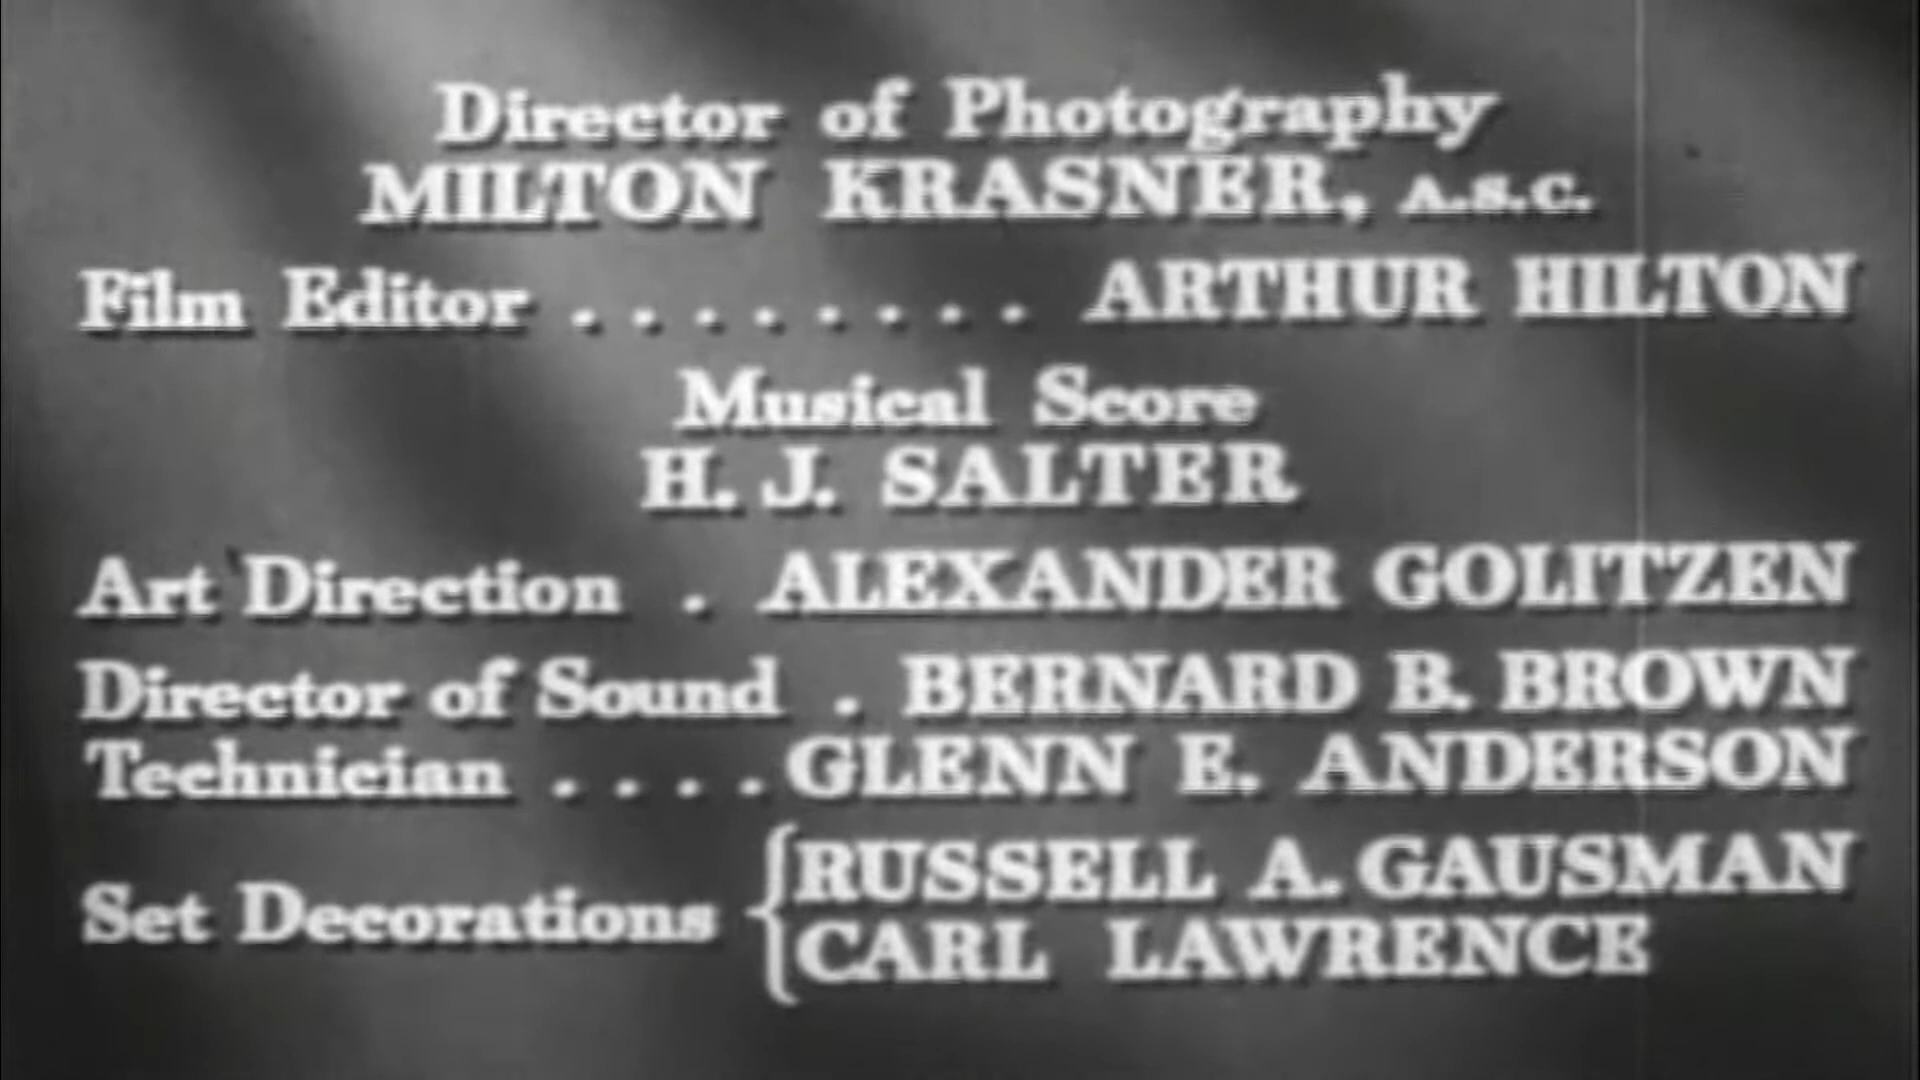 Director of Photography
MILTON KRASNER, A.S.C.
Film Editor ........ ARTHUR HILTON
Musical Score
H. J. SALTER
Art Direction . ALEXANDER GOLITZEN
Director of Sound . BERNARD B. BROWN
Technician .... GLENN E. ANDERSON
Set Decorations { RUSSELL A. GAUSMAN
CARL LAWRENCE